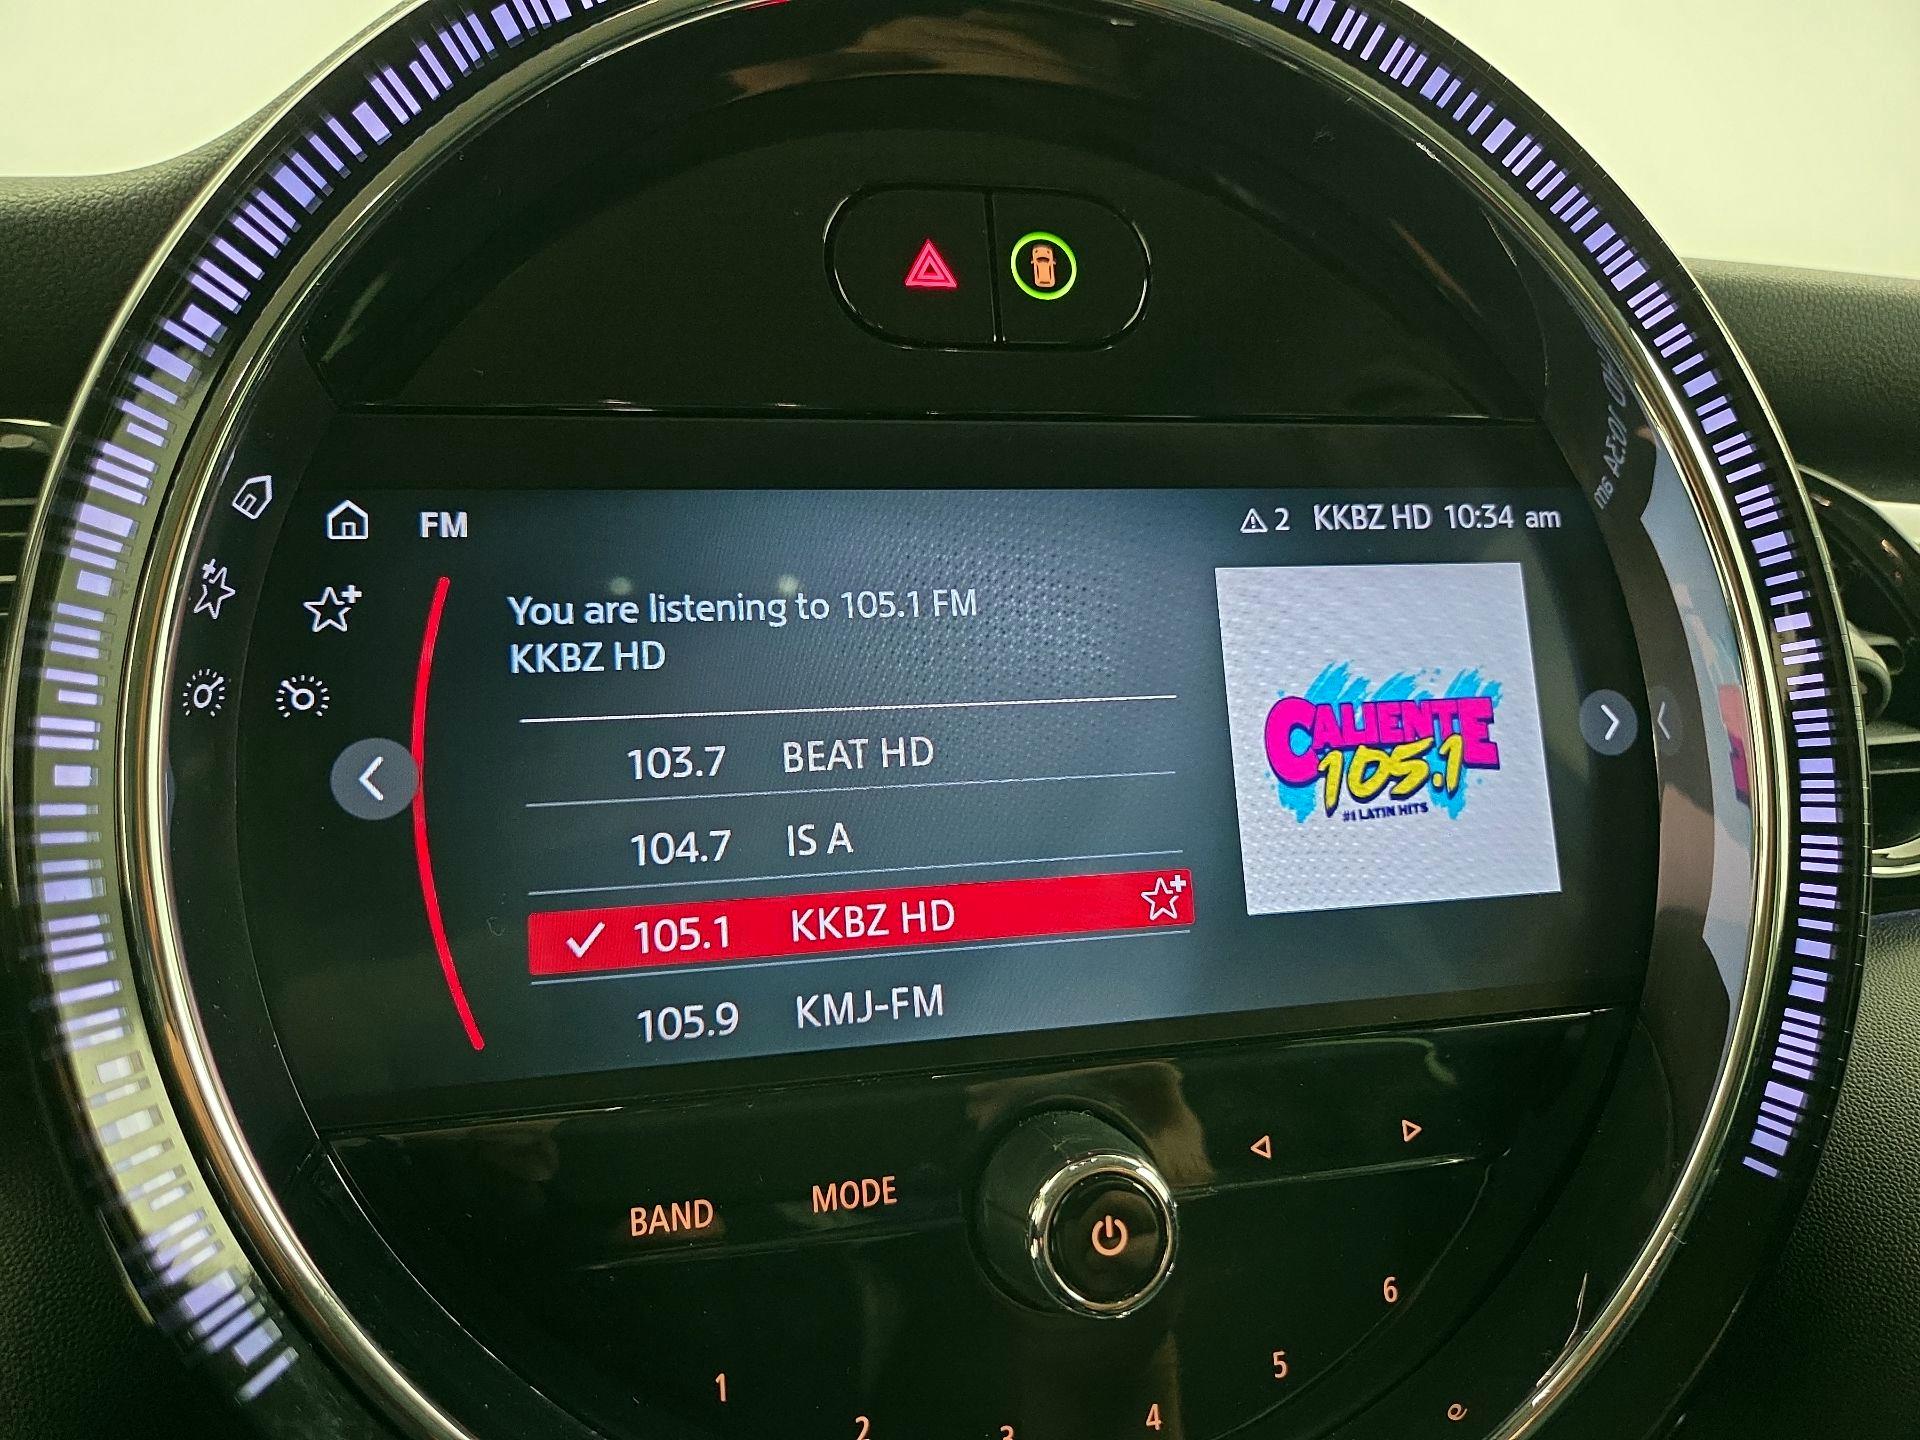 FM
2 KKBZ HD 10:34 am
You are listening to 105.1 FM
KKBZ HD
103.7 BEAT HD
104.7 IS A
105.1 KKBZ HD
105.9 KMJ-FM
CALIENTE
105.1
#1 LATIN HITS
BAND MODE
1 2 3 4 5 6